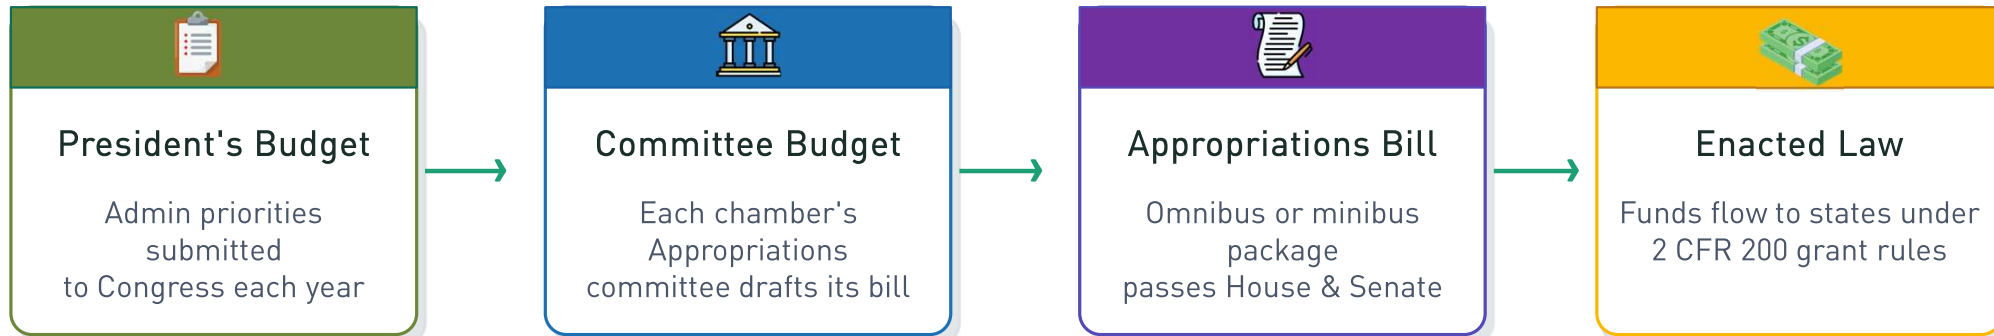 President's Budget
Admin priorities
submitted
to Congress each year
Committee Budget
Each chamber's
Appropriations
committee drafts its bill
Appropriations Bill
Omnibus or minibus
package
passes House & Senate
Enacted Law
Funds flow to states under
2 CFR 200 grant rules